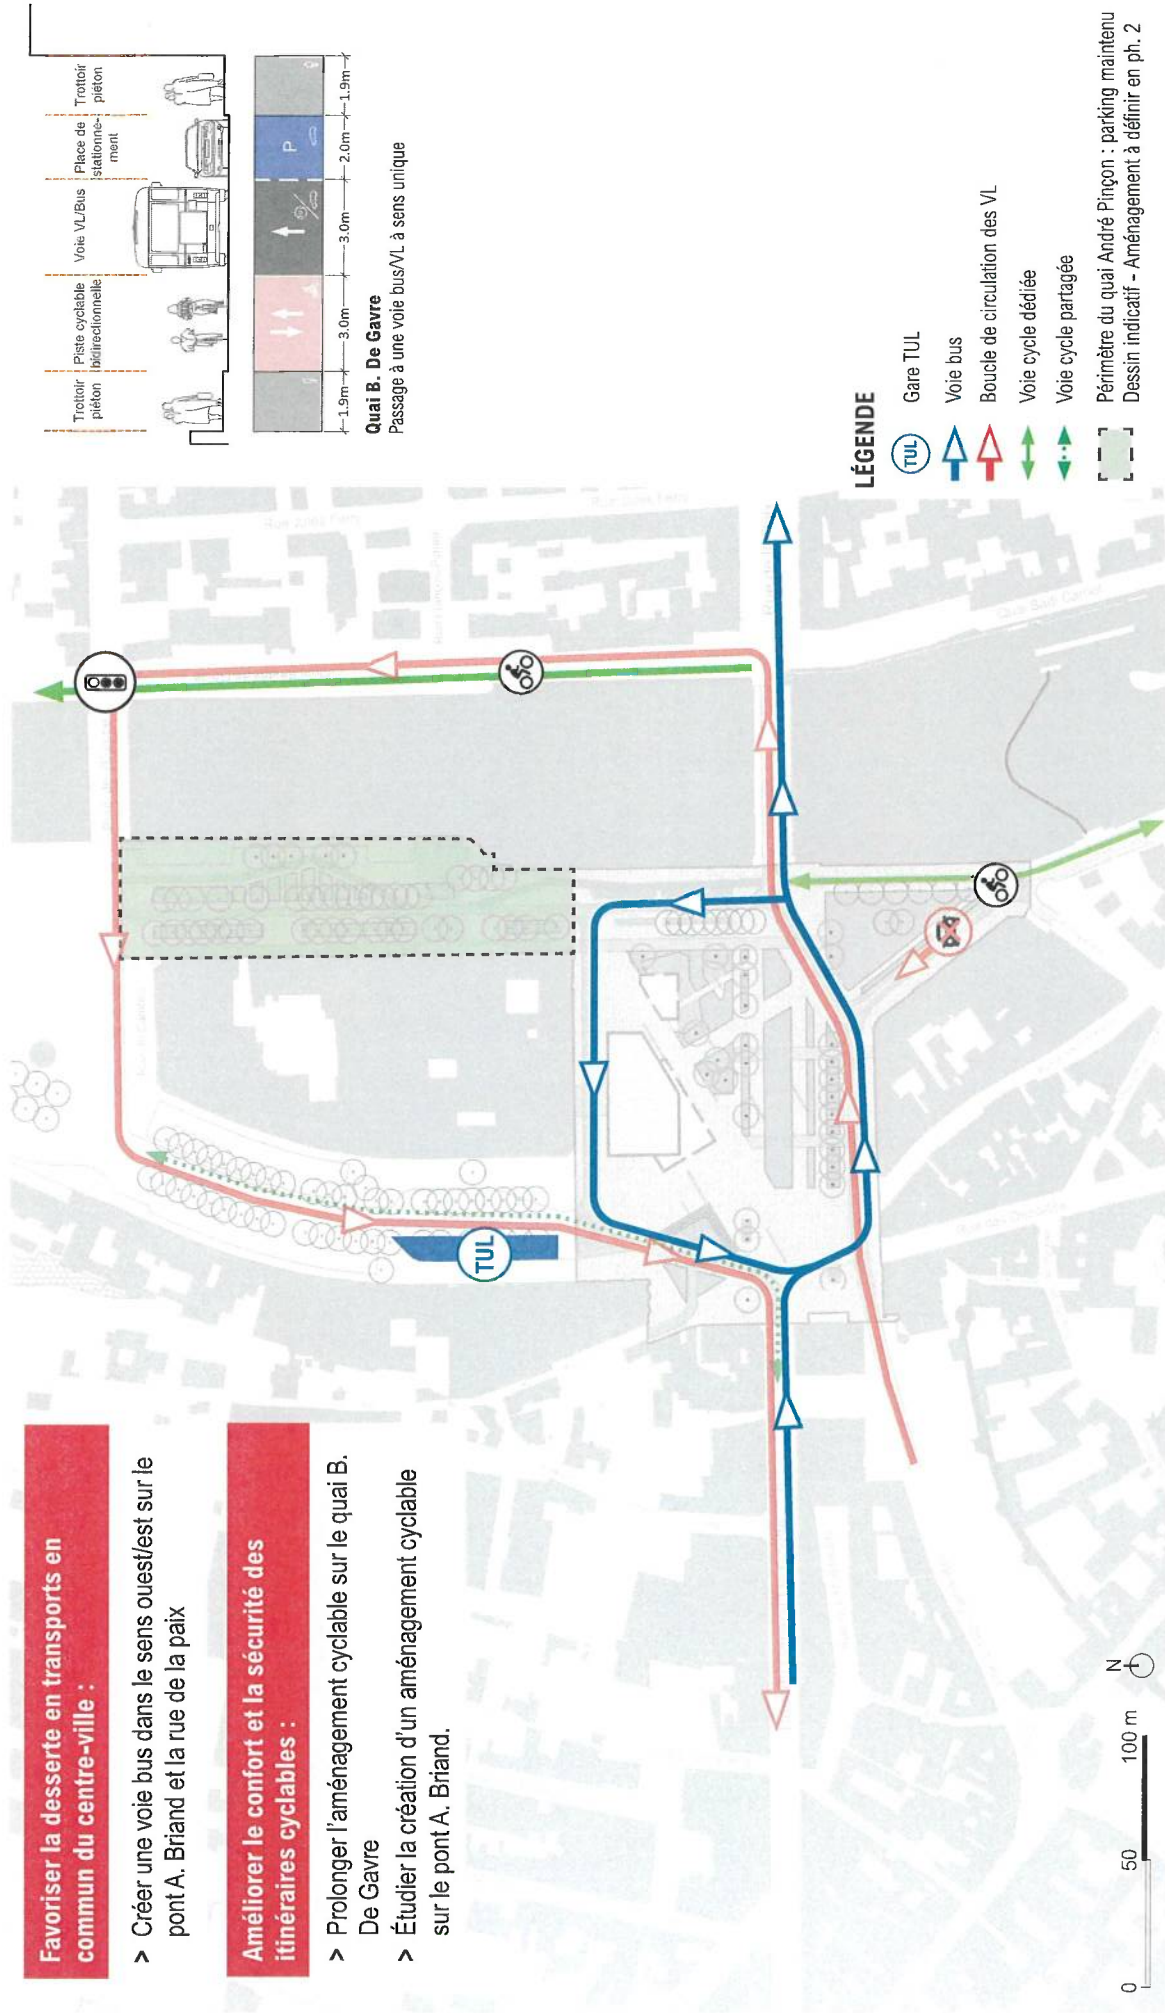 Favoriser la desserte en transports en
commun du centre-ville :
> Créer une voie bus dans le sens ouest/est sur le
pont A. Briand et la rue de la paix
Améliorer le confort et la sécurité des
itinéraires cyclables :
> Prolonger l'aménagement cyclable sur le quai B.
De Gavre
> Étudier la création d'un aménagement cyclable
sur le pont A. Briand.
0 50 100 m
N
TUL
Rue Jules Ferry
Quai Sadi Carnot
Trottoir
piéton
Piste cyclable
bidirectionnelle
Voie VL/Bus
Place de
stationne-
ment
Trottoir
piéton
P
1.9m 3.0m 3.0m 2.0m 1.9m
Quai B. De Gavre
Passage à une voie bus/VL à sens unique
LÉGENDE
TUL Gare TUL
Voie bus
Boucle de circulation des VL
Voie cycle dédiée
Voie cycle partagée
Périmètre du quai André Pinçon : parking maintenu
Dessin indicatif - Aménagement à définir en ph. 2